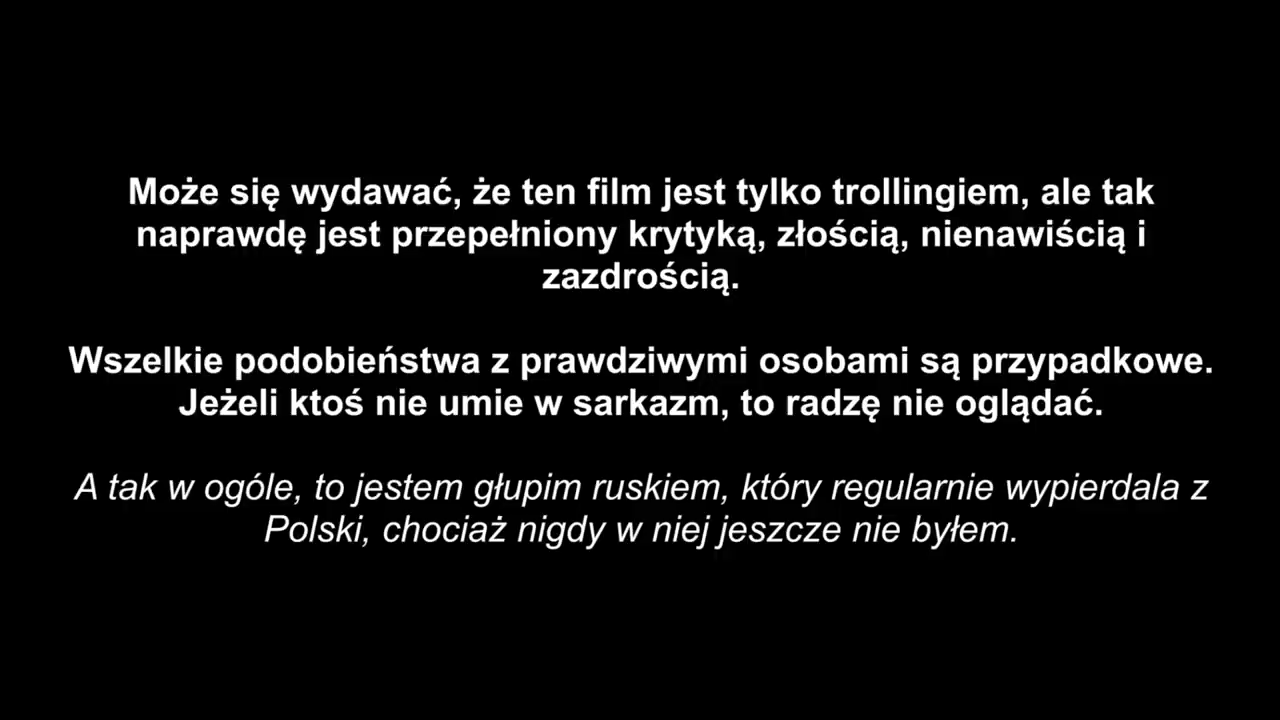 Może się wydawać, że ten film jest tylko trollingiem, ale tak
naprawdę jest przepełniony krytyką, złością, nienawiścią i
zazdrością.
Wszelkie podobieństwa z prawdziwymi osobami są przypadkowe.
Jeżeli ktoś nie umie w sarkazm, to radzę nie oglądać.
A tak w ogóle, to jestem głupim ruskiem, który regularnie wypierdala z
Polski, chociaż nigdy w niej jeszcze nie byłem.